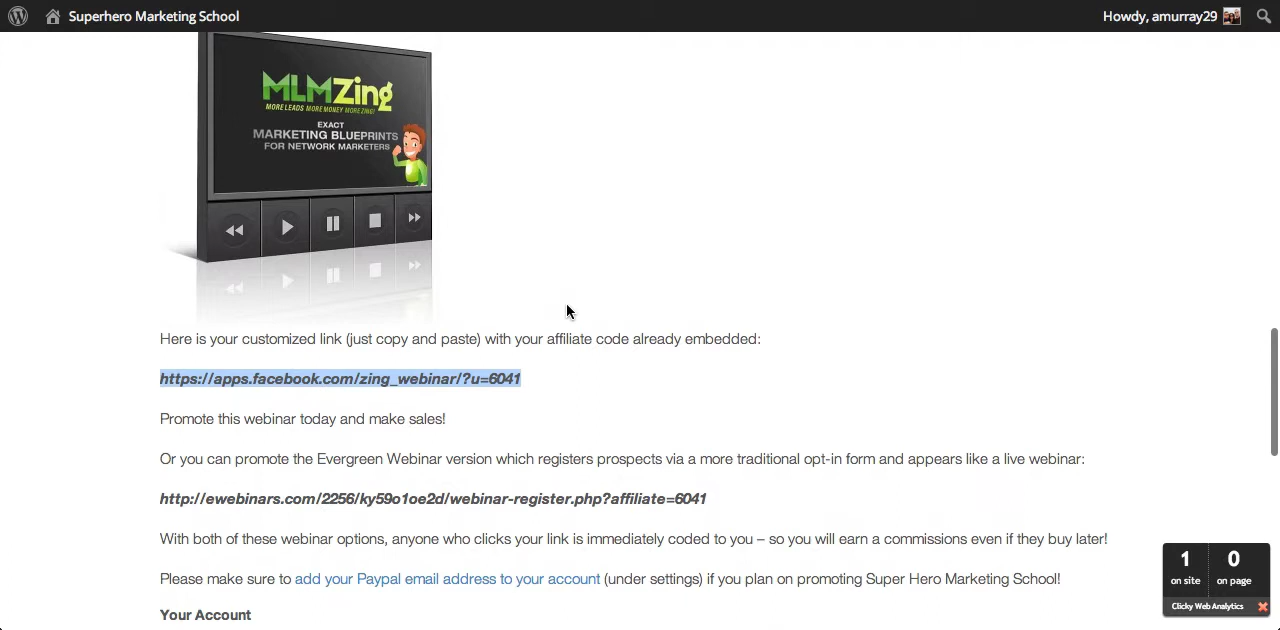 Superhero Marketing School
Howdy, amurray29
MLMZing
MORE LEADS MORE MONEY MORE ZING!
EXACT
MARKETING BLUEPRINTS
FOR NETWORK MARKETERS
Here is your customized link (just copy and paste) with your affiliate code already embedded:
https://apps.facebook.com/zing_webinar/?u=6041
Promote this webinar today and make sales!
Or you can promote the Evergreen Webinar version which registers prospects via a more traditional opt-in form and appears like a live webinar:
http://ewebinars.com/2256/ky59o1oe2d/webinar-register.php?affiliate=6041
With both of these webinar options, anyone who clicks your link is immediately coded to you – so you will earn a commissions even if they buy later!
Please make sure to add your Paypal email address to your account (under settings) if you plan on promoting Super Hero Marketing School!
Your Account
1 0
on site on page
Clicky Web Analytics